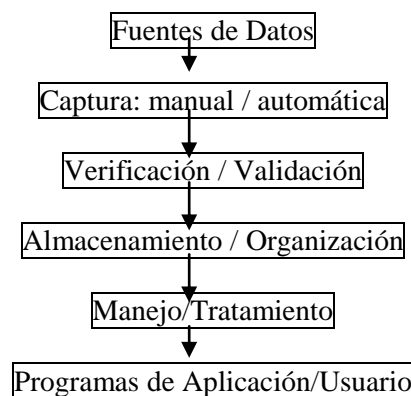 Fuentes de Datos
Captura: manual / automática
Verificación / Validación
Almacenamiento / Organización
Manejo/Tratamiento
Programas de Aplicación/Usuario